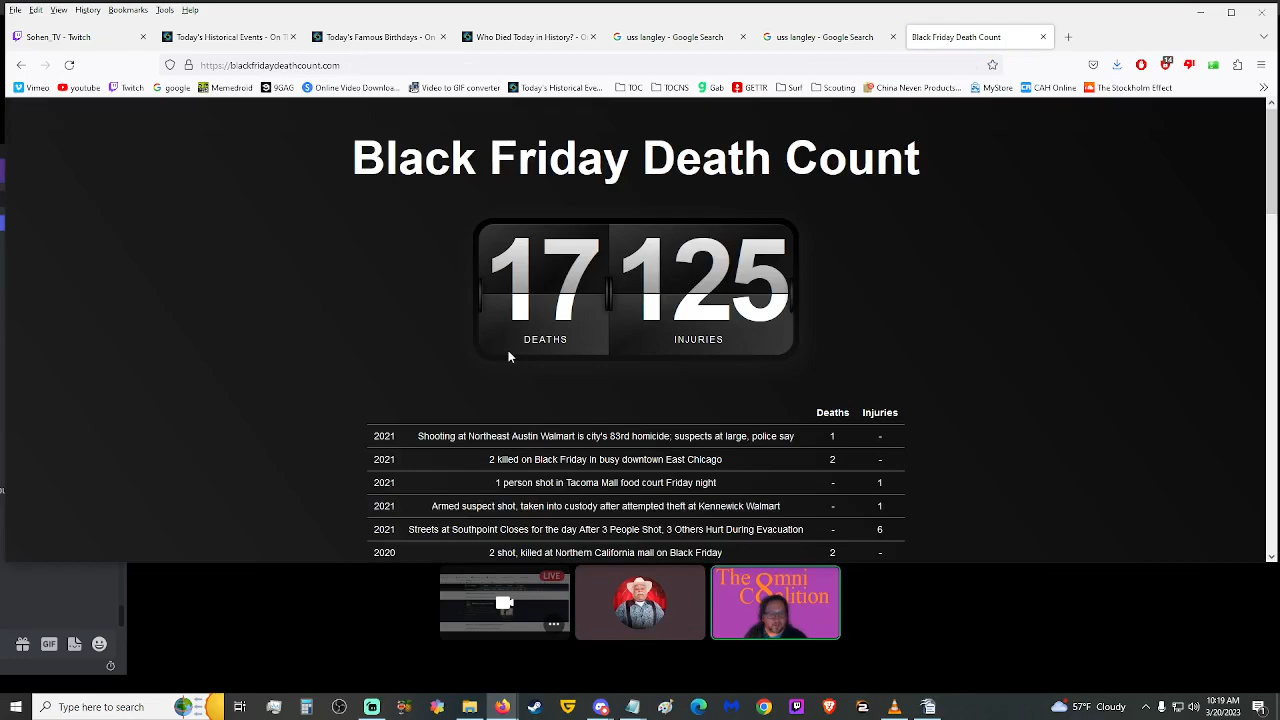 File Edit View History Bookmarks Tools Help
Sohen_TV - Twitch
Today's Historical Events - On Tl
Today's Famous Birthdays - On
Who Died Today in History? - O
uss langley - Google Search
uss langley - Google Search
Black Friday Death Count
https://blackfridaydeathcount.com
14
Vimeo youtube Twitch google Memedroid 9GAG Online Video Downloa... Video to GIF converter Today's Historical Eve... TOC TOCNS Gab GETTR Surf Scouting China Never: Products... MyStore CAH Online The Stockholm Effect
Black Friday Death Count
17 125
DEATHS INJURIES
Deaths Injuries
2021 Shooting at Northeast Austin Walmart is city's 83rd homicide; suspects at large, police say 1 -
2021 2 killed on Black Friday in busy downtown East Chicago 2 -
2021 1 person shot in Tacoma Mall food court Friday night - 1
2021 Armed suspect shot, taken into custody after attempted theft at Kennewick Walmart - 1
2021 Streets at Southpoint Closes for the day After 3 People Shot, 3 Others Hurt During Evacuation - 6
2020 2 shot, killed at Northern California mall on Black Friday 2 -
LIVE
The 8mni
C8alition
GIF
Type here to search
57°F Cloudy
10:19 AM
3/20/2023